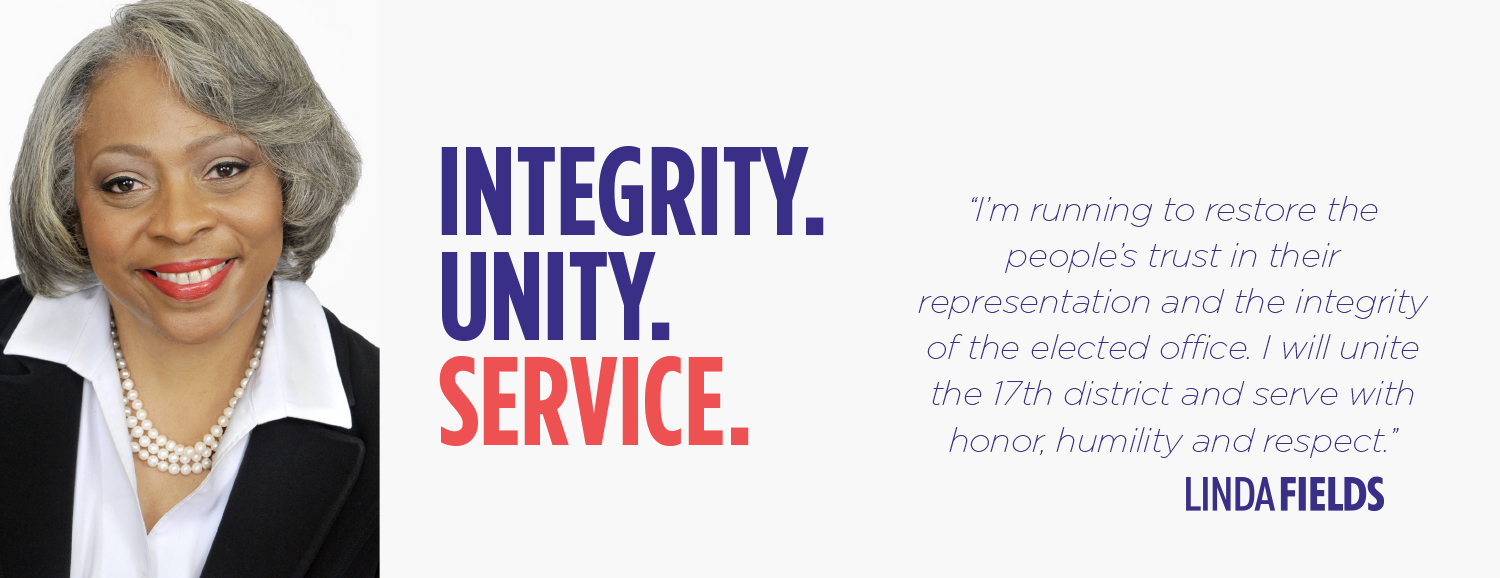 INTEGRITY.
UNITY.
SERVICE.
“I’m running to restore the
people’s trust in their
representation and the integrity
of the elected office. I will unite
the 17th district and serve with
honor, humility and respect.”
LINDA FIELDS